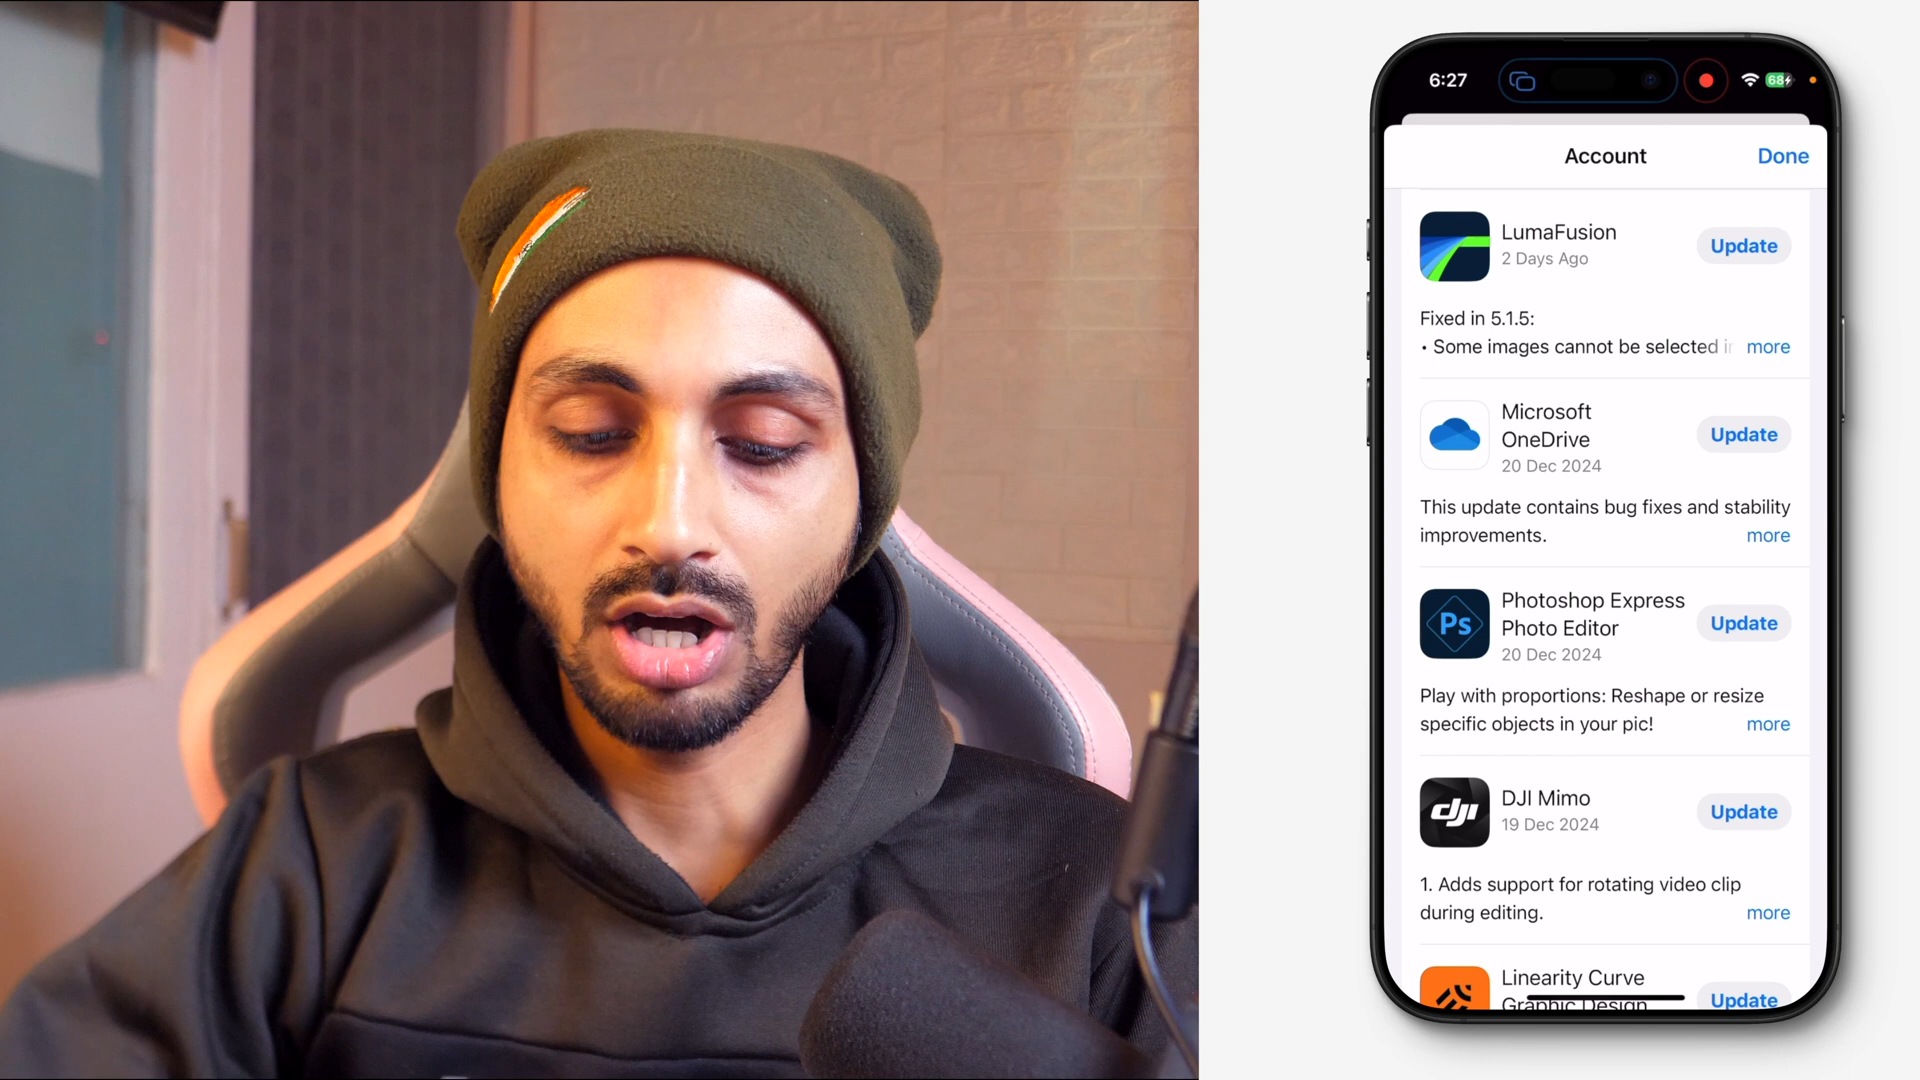 6:27
68
Account
Done
LumaFusion
2 Days Ago
Update
Fixed in 5.1.5:
• Some images cannot be selected
more
Microsoft
OneDrive
20 Dec 2024
Update
This update contains bug fixes and stability
improvements.
more
Ps
Photoshop Express
Photo Editor
20 Dec 2024
Update
Play with proportions: Reshape or resize
specific objects in your pic!
more
dji
DJI Mimo
19 Dec 2024
Update
1. Adds support for rotating video clip
during editing.
more
Linearity Curve
Graphic Design
Update